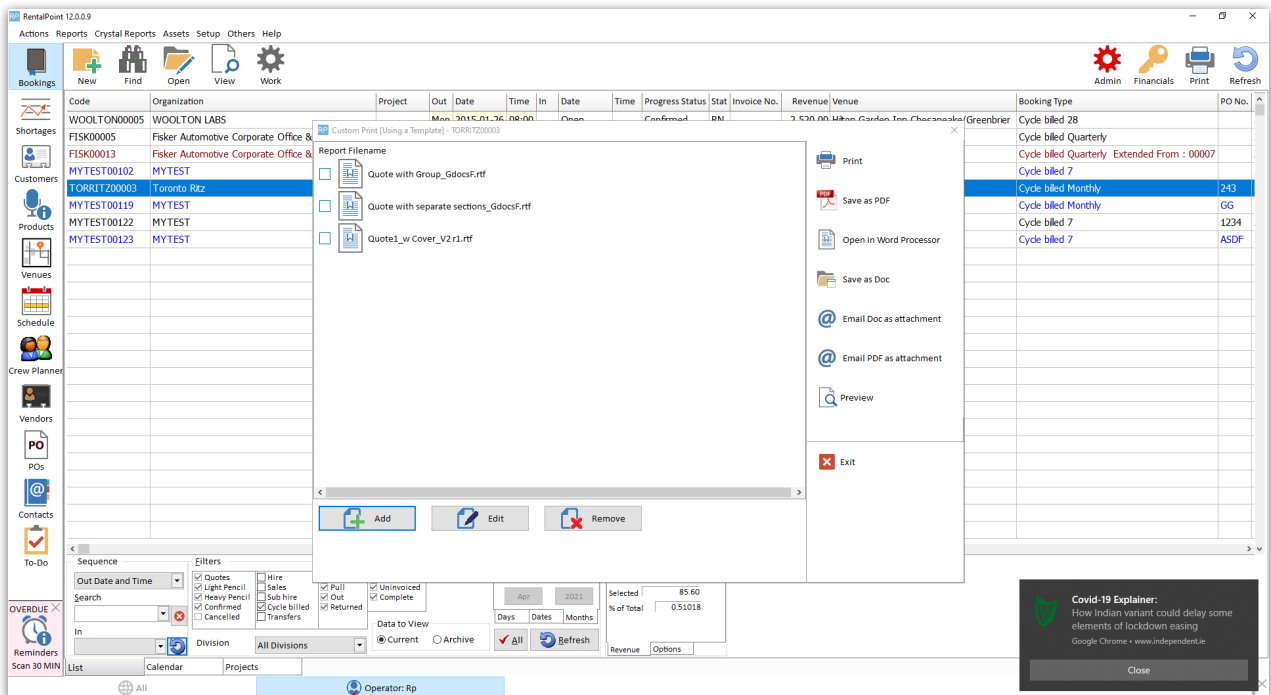 RentalPoint 12.0.0.9
Actions Reports Crystal Reports Assets Setup Others Help
Bookings New Find Open View Work Admin Financials Print Refresh
Code Organization Project Out Date Time In Date Time Progress Status Stat Invoice No. Revenue Venue Booking Type PO No.
WOOLTON00005 WOOLTON LABS Mon 2015-01-26 08:00 Open Confirmed RN 2,520.00 Hilton Garden Inn Chesapeake/Greenbrier Cycle billed 28
FISK00005 Fisker Automotive Corporate Office & Cycle billed Quarterly
FISK00013 Fisker Automotive Corporate Office & Cycle billed Quarterly Extended From : 00007
MYTEST00102 MYTEST Cycle billed 7
TORRITZ00003 Toronto Ritz Cycle billed Monthly 243
MYTEST00119 MYTEST Cycle billed Monthly GG
MYTEST00122 MYTEST Cycle billed 7 1234
MYTEST00123 MYTEST Cycle billed 7 ASDF
Shortages
Customers
Products
Venues
Schedule
Crew Planner
Vendors
PO
POs
Contacts
To-Do
OVERDUE
Reminders
Scan 30 MIN
Custom Print [Using a Template] - TORRITZ00003
Report Filename
Quote with Group_GdocsF.rtf
Quote with separate sections_GdocsF.rtf
Quote1_w Cover_V2 r1.rtf
Print
PDF
Save as PDF
Open in Word Processor
Save as Doc
Email Doc as attachment
Email PDF as attachment
Preview
Exit
Add Edit Remove
Sequence
Out Date and Time
Search
In
Filters
Quotes Hire
Light Pencil Sales Pull Uninvoiced
Heavy Pencil Sub hire Out Complete
Confirmed Cycle billed Returned
Cancelled Transfers
Division All Divisions
Data to View
Current Archive
Apr 2021
Days Dates Months
All Refresh
Selected 85.60
% of Total 0.51018
Revenue Options
List Calendar Projects
All Operator: Rp
Covid-19 Explainer:
How Indian variant could delay some
elements of lockdown easing
Google Chrome • www.independent.ie
Close